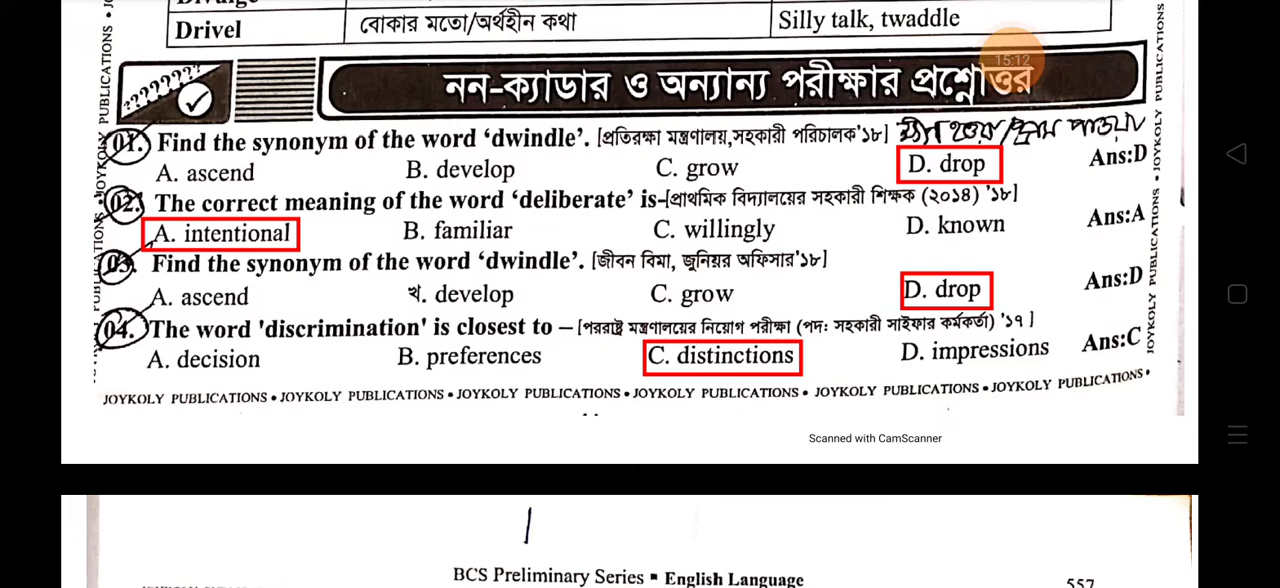 Drivel বোকার মতো/অর্থহীন কথা Silly talk, twaddle
15:12
নন-ক্যাডার ও অন্যান্য পরীক্ষার প্রশ্নোত্তর
01. Find the synonym of the word ‘dwindle’. [প্রতিরক্ষা মন্ত্রণালয়,সহকারী পরিচালক'১৮]
A. ascend B. develop C. grow D. drop Ans:D
02. The correct meaning of the word ‘deliberate’ is-[প্রাথমিক বিদ্যালয়ের সহকারী শিক্ষক (২০১৪) '১৮]
A. intentional B. familiar C. willingly D. known Ans:A
03. Find the synonym of the word ‘dwindle’. [জীবন বিমা, জুনিয়র অফিসার'১৮]
A. ascend খ. develop C. grow D. drop Ans:D
04. The word 'discrimination' is closest to – [পররাষ্ট্র মন্ত্রণালয়ের নিয়োগ পরীক্ষা (পদঃ সহকারী সাইফার কর্মকর্তা) '১৭]
A. decision B. preferences C. distinctions D. impressions Ans:C
JOYKOLY PUBLICATIONS • JOYKOLY PUBLICATIONS • JOYKOLY PUBLICATIONS • JOYKOLY PUBLICATIONS • JOYKOLY PUBLICATIONS •
Scanned with CamScanner
BCS Preliminary Series ▪ English Language 557